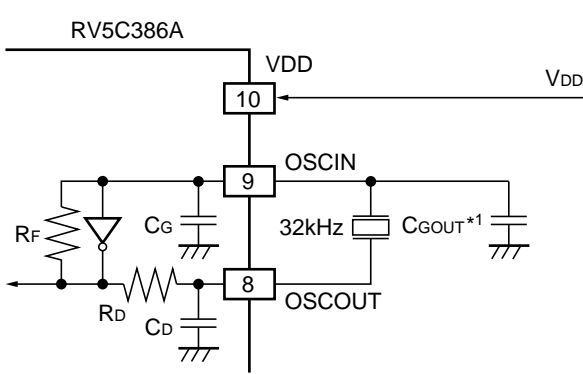 RV5C386A
VDD
VDD
10
OSCIN
9
CG
RF
32kHz
CGOUT*1
8
OSCOUT
RD
CD